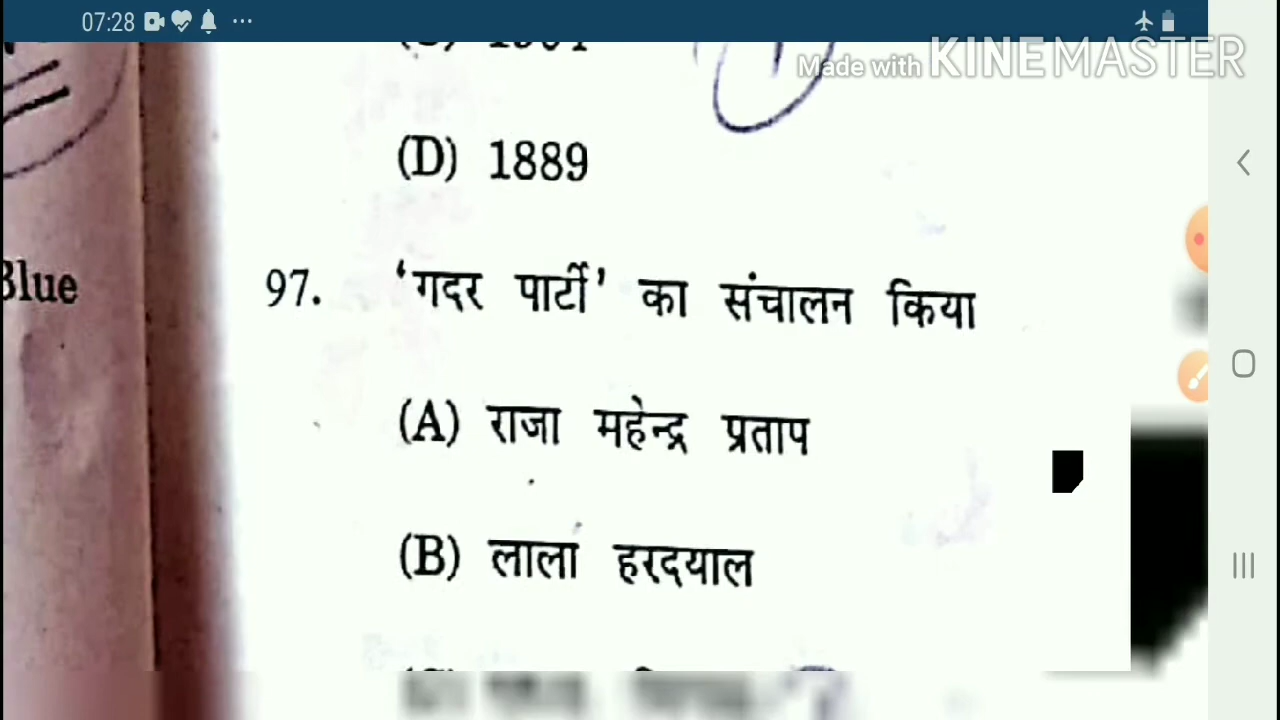 07:28
Made with KINEMASTER
(D) 1889
Blue
97. ‘गदर पार्टी’ का संचालन किया
(A) राजा महेन्द्र प्रताप
(B) लाला हरदयाल